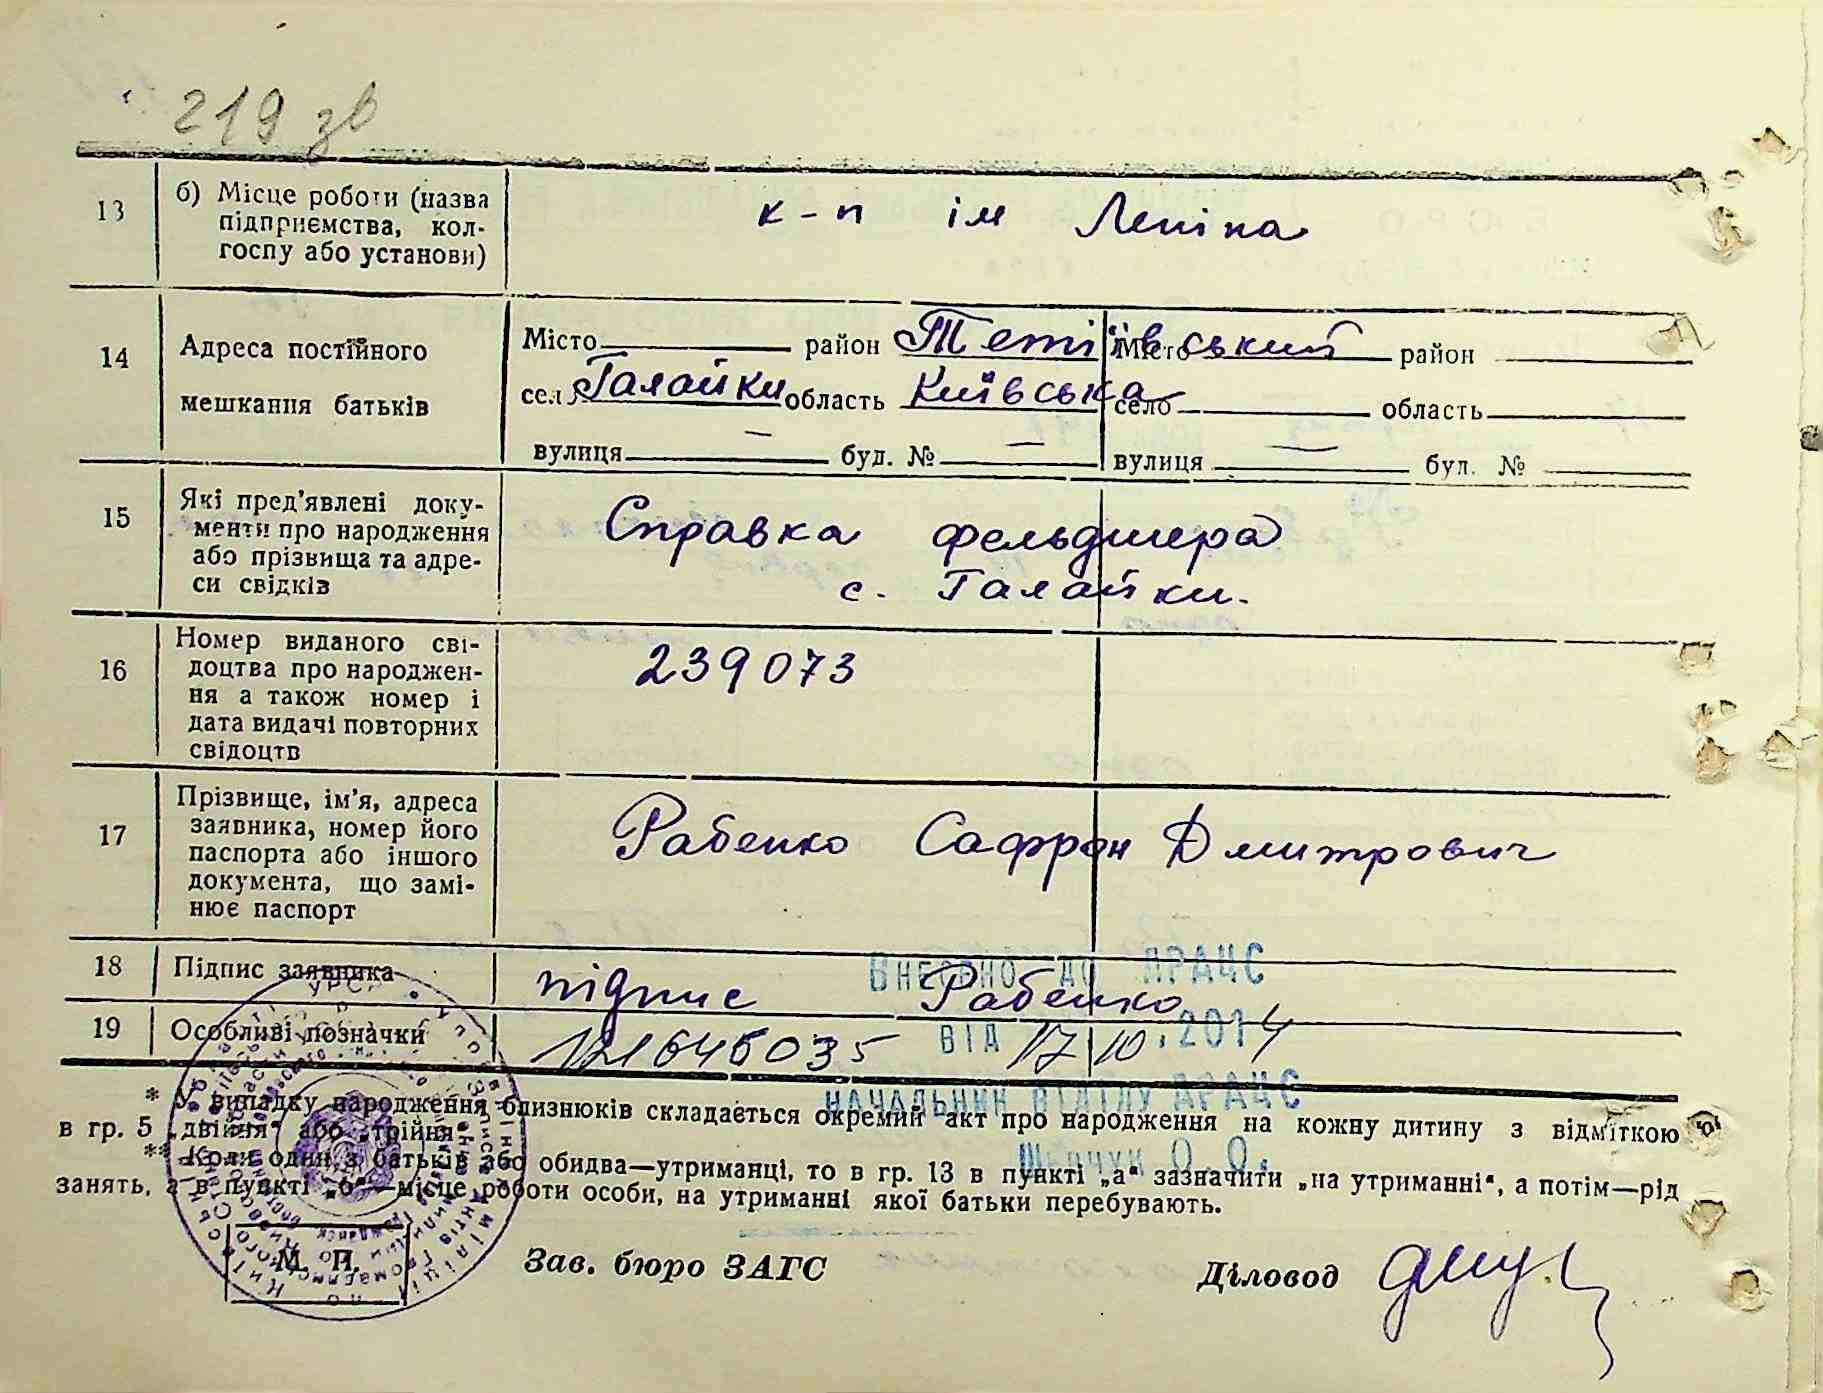 219 зв
13
б) Місце роботи (назва
підприємства, кол-
госпу або установи)
к-п ім Леніна
14
Адреса постійного
мешкання батьків
Місто район Тетіївський Місто район
село Галайки область Київська село область
вулиця — буд. № — вулиця — буд. №
15
Які пред'явлені доку-
менти про народження
або прізвища та адре-
си свідків
Справка фельдшера
с. Галайки.
16
Номер виданого сві-
доцтва про народжен-
ня а також номер і
дата видачі повторних
свідоцтв
239073
17
Прізвище, ім'я, адреса
заявника, номер його
паспорта або іншого
документа, що замі-
нює паспорт
Рабенко Сафрон Дмитрович
18
Підпис заявника
підпис Рабенко
ВНЕСЕНО ДО ДРАЦС
19
Особливі позначки
121645035
ВІД 17 10 .2014
НАЧАЛЬНИК ВІДДІЛУ ДРАЦС
* У випадку народження близнюків складається окремий акт про народження на кожну дитину з відміткою
в гр. 5 „двійня“ або „трійня“.
ШЕВЧУК О. О.
** Коли один з батьків або обидва—утриманці, то в гр. 13 в пункті „а“ зазначити „на утриманні“, а потім—рід
занять, а в пункті „б“—місце роботи особи, на утриманні якої батьки перебувають.
М. П.
Зав. бюро ЗАГС
Діловод